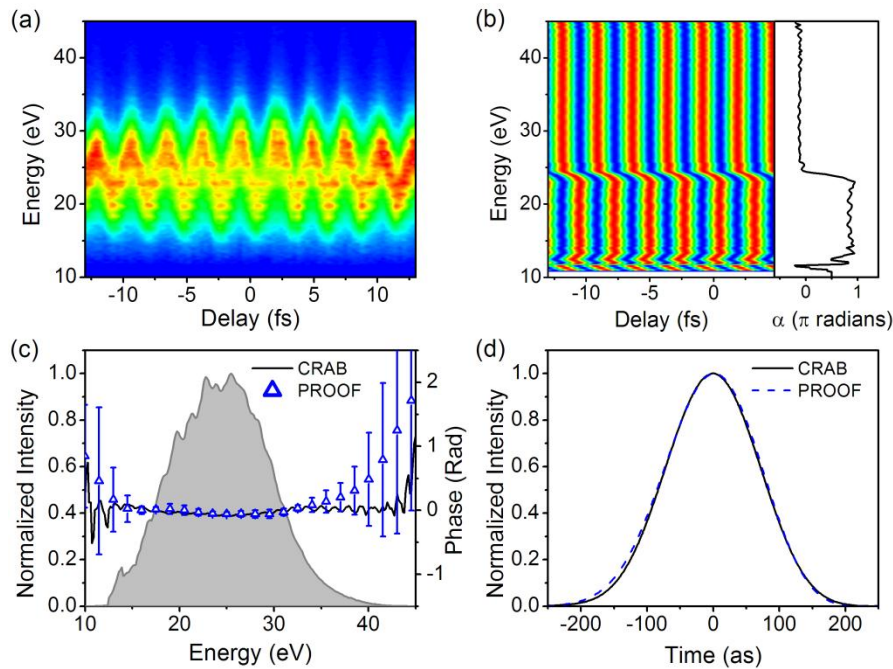 (a)
Energy (eV)
40
30
20
10
-10 -5 0 5 10
Delay (fs)
(b)
Energy (eV)
40
30
20
10
-10 -5 0
Delay (fs)
0 1
α (π radians)
(c)
CRAB
PROOF
Normalized Intensity
1.0
0.8
0.6
0.4
0.2
0.0
2
1
0
-1
Phase (Rad)
10 20 30 40
Energy (eV)
(d)
CRAB
PROOF
Normalized Intensity
1.0
0.8
0.6
0.4
0.2
0.0
-200 -100 0 100 200
Time (as)